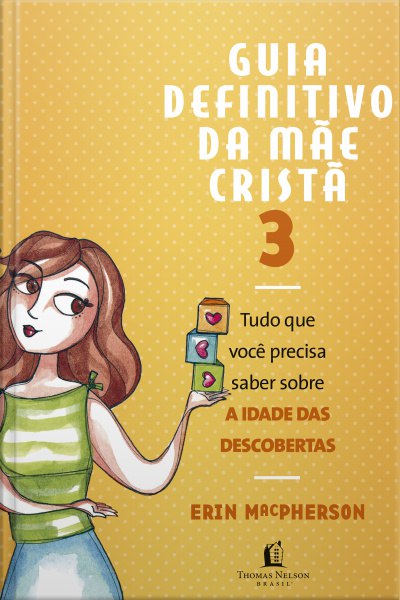 GUIA
DEFINITIVO
DA MÃE
CRISTÃ
3
Tudo que
você precisa
saber sobre
A IDADE DAS
DESCOBERTAS
ERIN MACPHERSON
THOMAS NELSON
BRASIL®